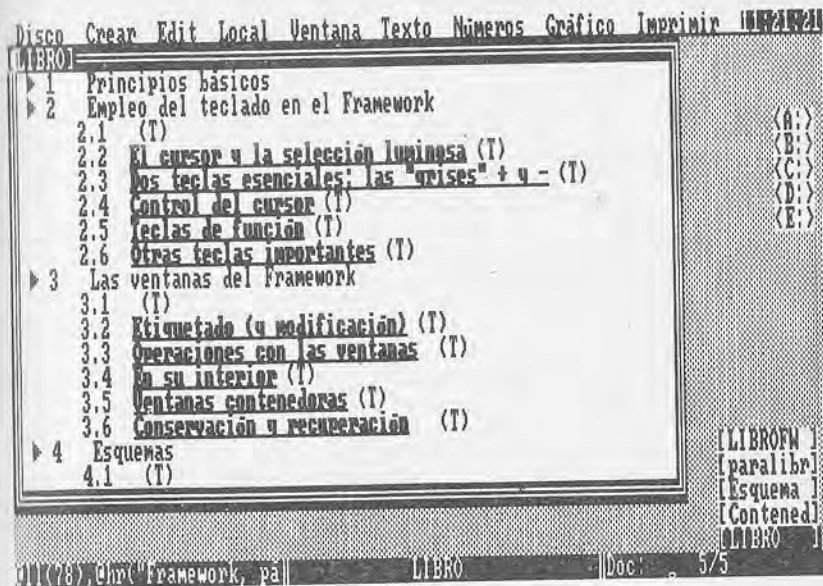 Disco Crear Edit Local Ventana Texto Números Gráfico Imprimir
[LIBRO]
1 Principios básicos
2 Empleo del teclado en el Framework
2.1 (T)
2.2 El cursor y la selección luminosa (T)
2.3 Dos teclas esenciales: las "grises" + y - (T)
2.4 Control del cursor (T)
2.5 Teclas de función (T)
2.6 Otras teclas importantes (T)
3 Las ventanas del Framework
3.1 (T)
3.2 Etiquetado (y modificación) (T)
3.3 Operaciones con las ventanas (T)
3.4 En su interior (T)
3.5 Ventanas contenedoras (T)
3.6 Conservación y recuperación (T)
4 Esquemas
4.1 (T)
(A:)
(B:)
(C:)
(D:)
(E:)
[LIBROFW ]
[paralibr]
[Esquema ]
[Contened]
[LIBRO ]
"Framework, pa LIBRO Doc: 5/5